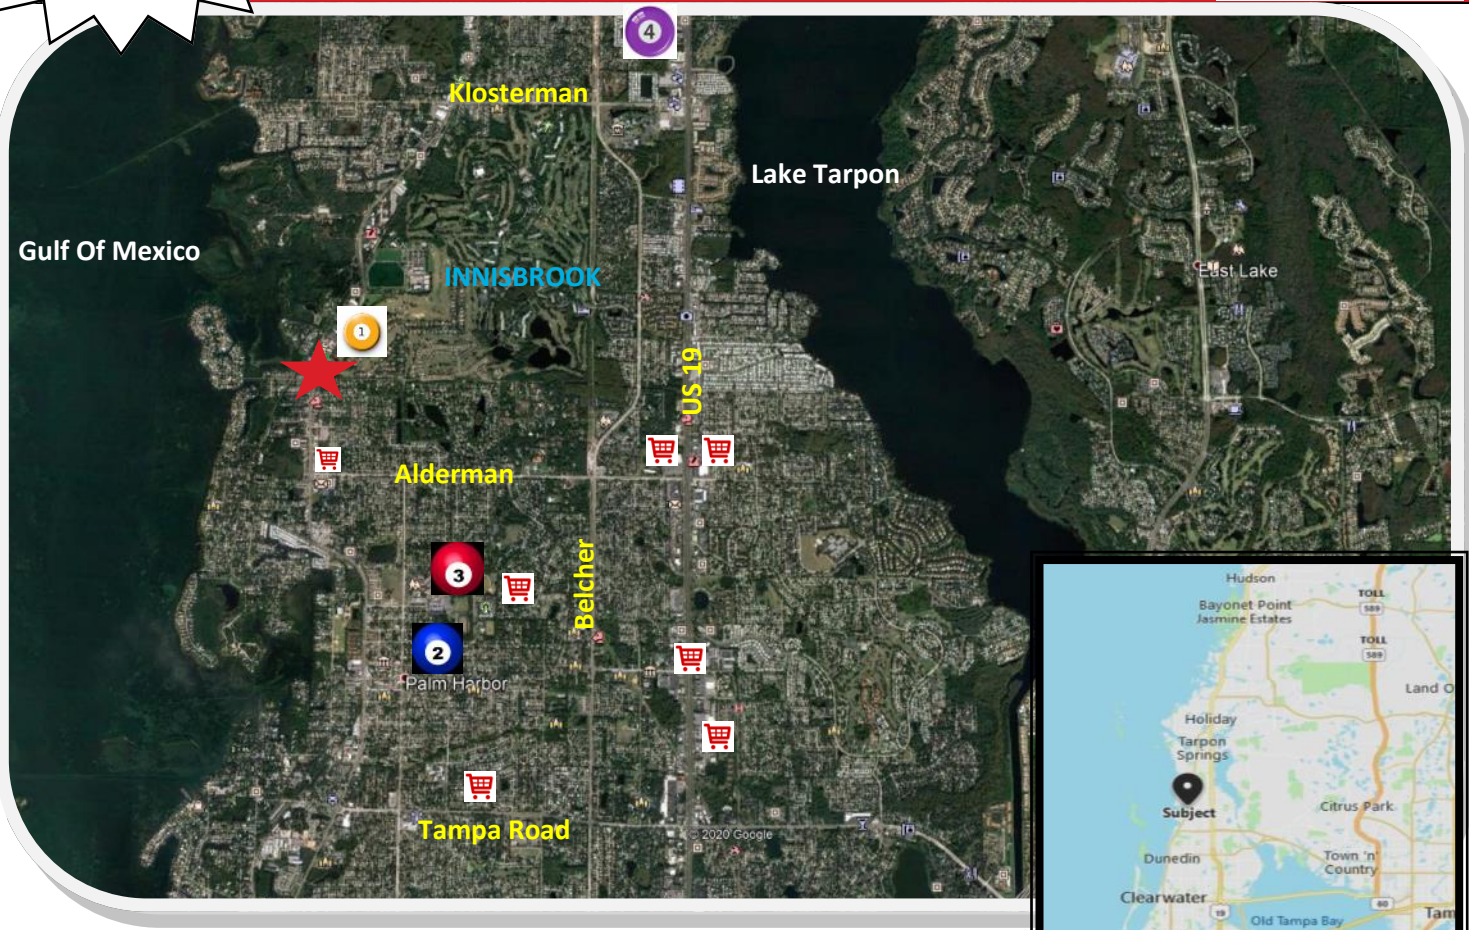 4
Klosterman
Lake Tarpon
Gulf Of Mexico
INNISBROOK
East Lake
1
US 19
Alderman
3
Belcher
2
Palm Harbor
Tampa Road
© 2020 Google
Hudson
Bayonet Point
Jasmine Estates
TOLL
589
TOLL
589
Land O
Holiday
Tarpon
Springs
Subject
Citrus Park
Dunedin
Town 'n'
Country
Clearwater
19
60
Tam
Old Tampa Bay